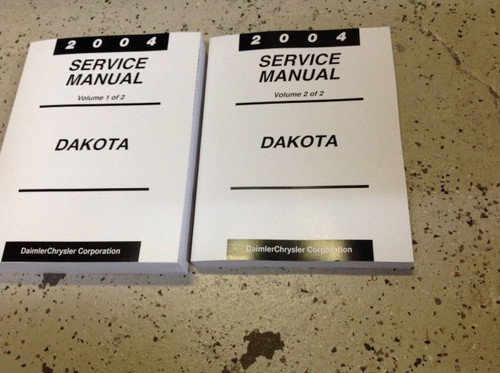 2004
SERVICE
MANUAL
Volume 1 of 2
DAKOTA
DaimlerChrysler Corporation
2004
SERVICE
MANUAL
Volume 2 of 2
DAKOTA
DaimlerChrysler Corporation